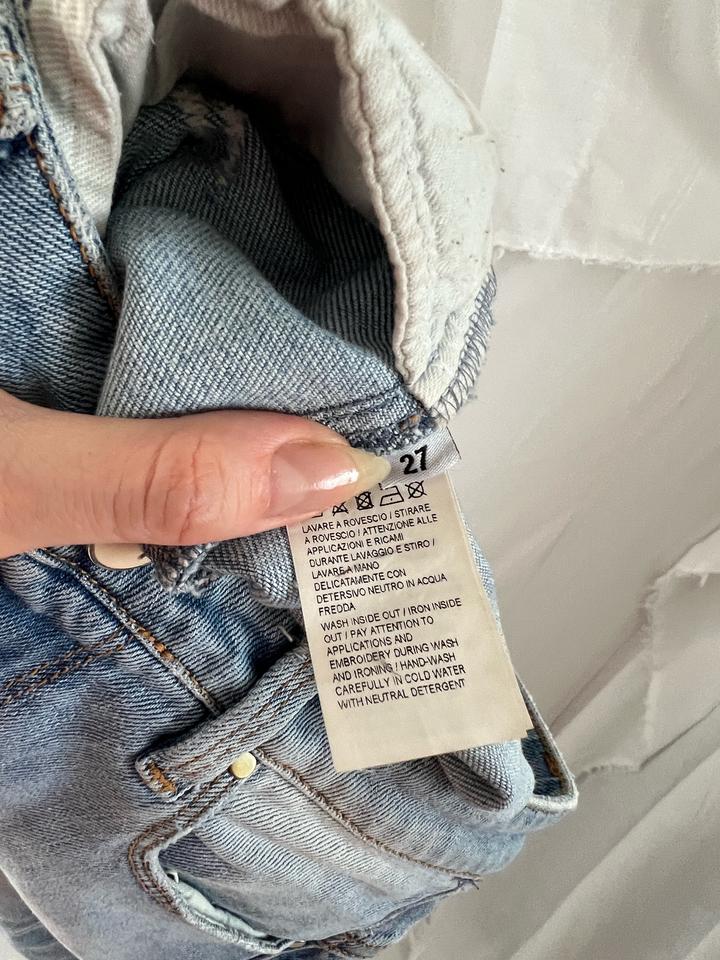 27
LAVARE A ROVESCIO / STIRARE
A ROVESCIO / ATTENZIONE ALLE
APPLICAZIONI E RICAMI
DURANTE LAVAGGIO E STIRO /
LAVARE A MANO
DELICATAMENTE CON
DETERSIVO NEUTRO IN ACQUA
FREDDA
WASH INSIDE OUT / IRON INSIDE
OUT / PAY ATTENTION TO
APPLICATIONS AND
EMBROIDERY DURING WASH
AND IRONING / HAND-WASH
CAREFULLY IN COLD WATER
WITH NEUTRAL DETERGENT